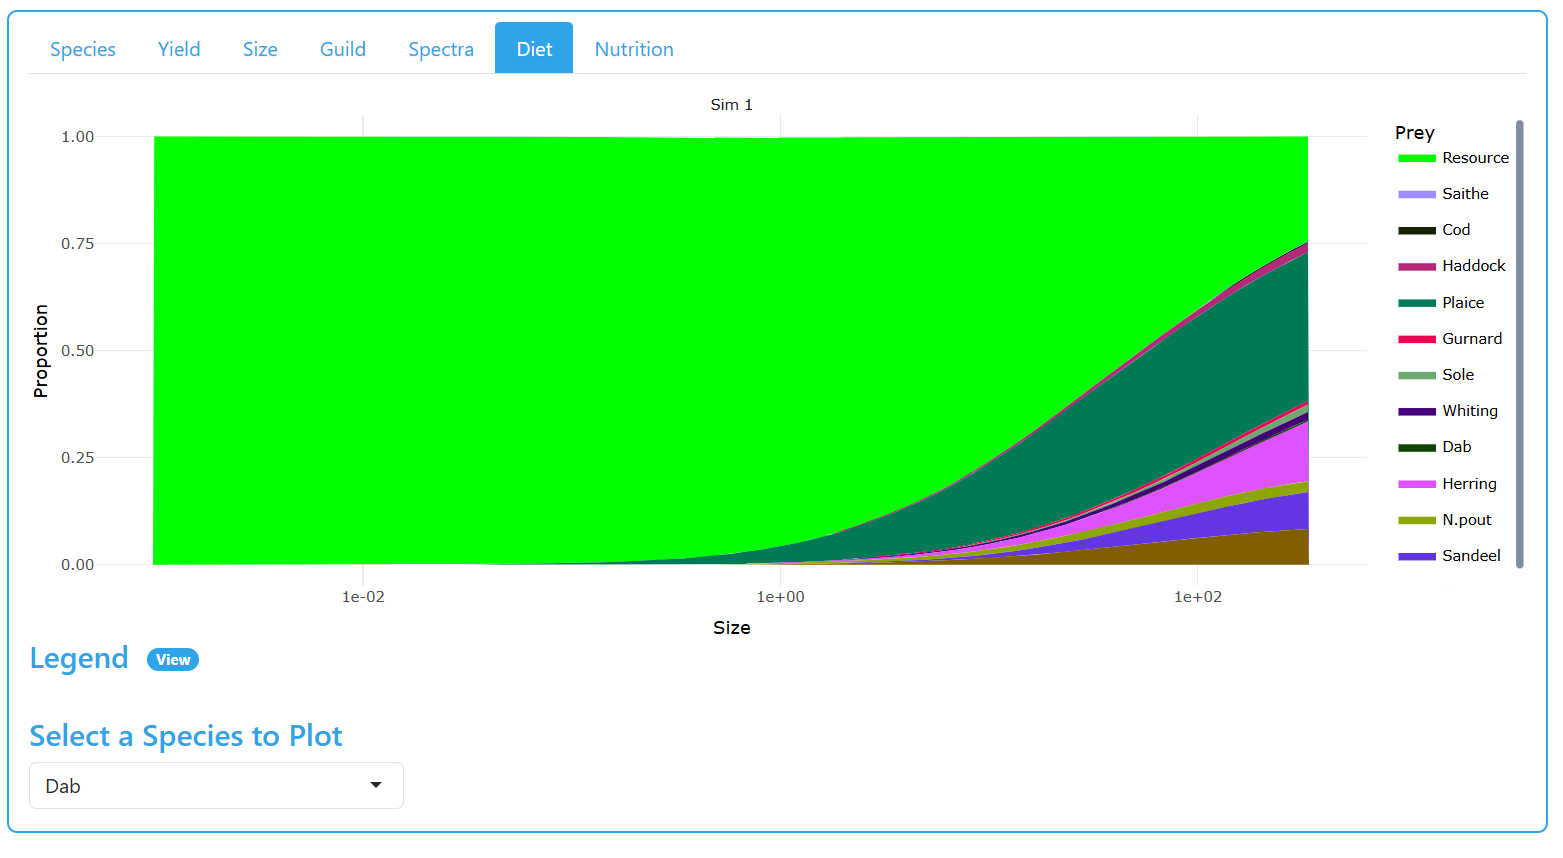 Species Yield Size Guild Spectra Diet Nutrition
Sim 1
1.00
0.75
0.50
0.25
0.00
Proportion
1e-02 1e+00 1e+02
Size
Prey
Resource
Saithe
Cod
Haddock
Plaice
Gurnard
Sole
Whiting
Dab
Herring
N.pout
Sandeel
Legend View
Select a Species to Plot
Dab